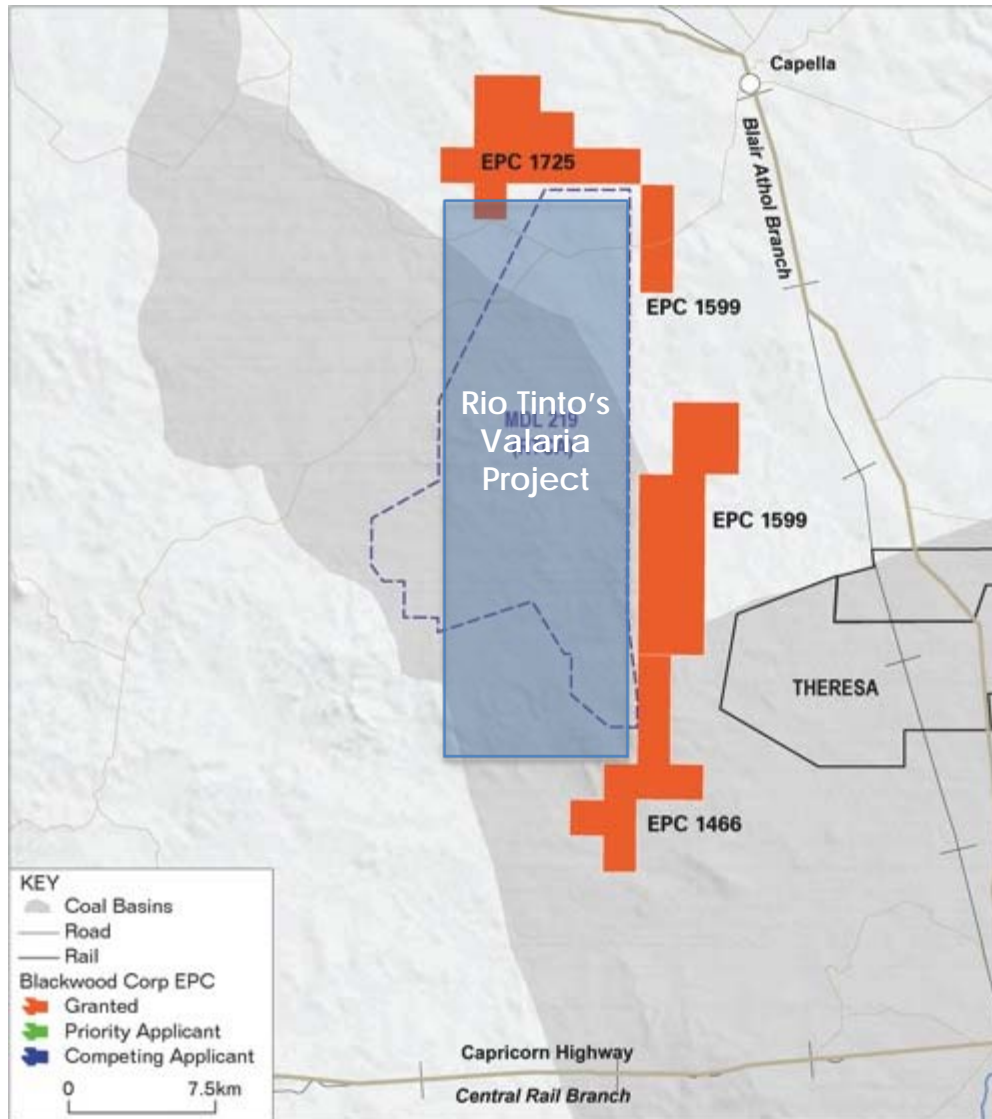 Capella
EPC 1725
Blair Athol Branch
EPC 1599
Rio Tinto's
MDL 219
Valaria
Project
EPC 1599
THERESA
EPC 1466
KEY
Coal Basins
Road
Rail
Blackwood Corp EPC
Granted
Priority Applicant
Competing Applicant
0 7.5km
Capricorn Highway
Central Rail Branch